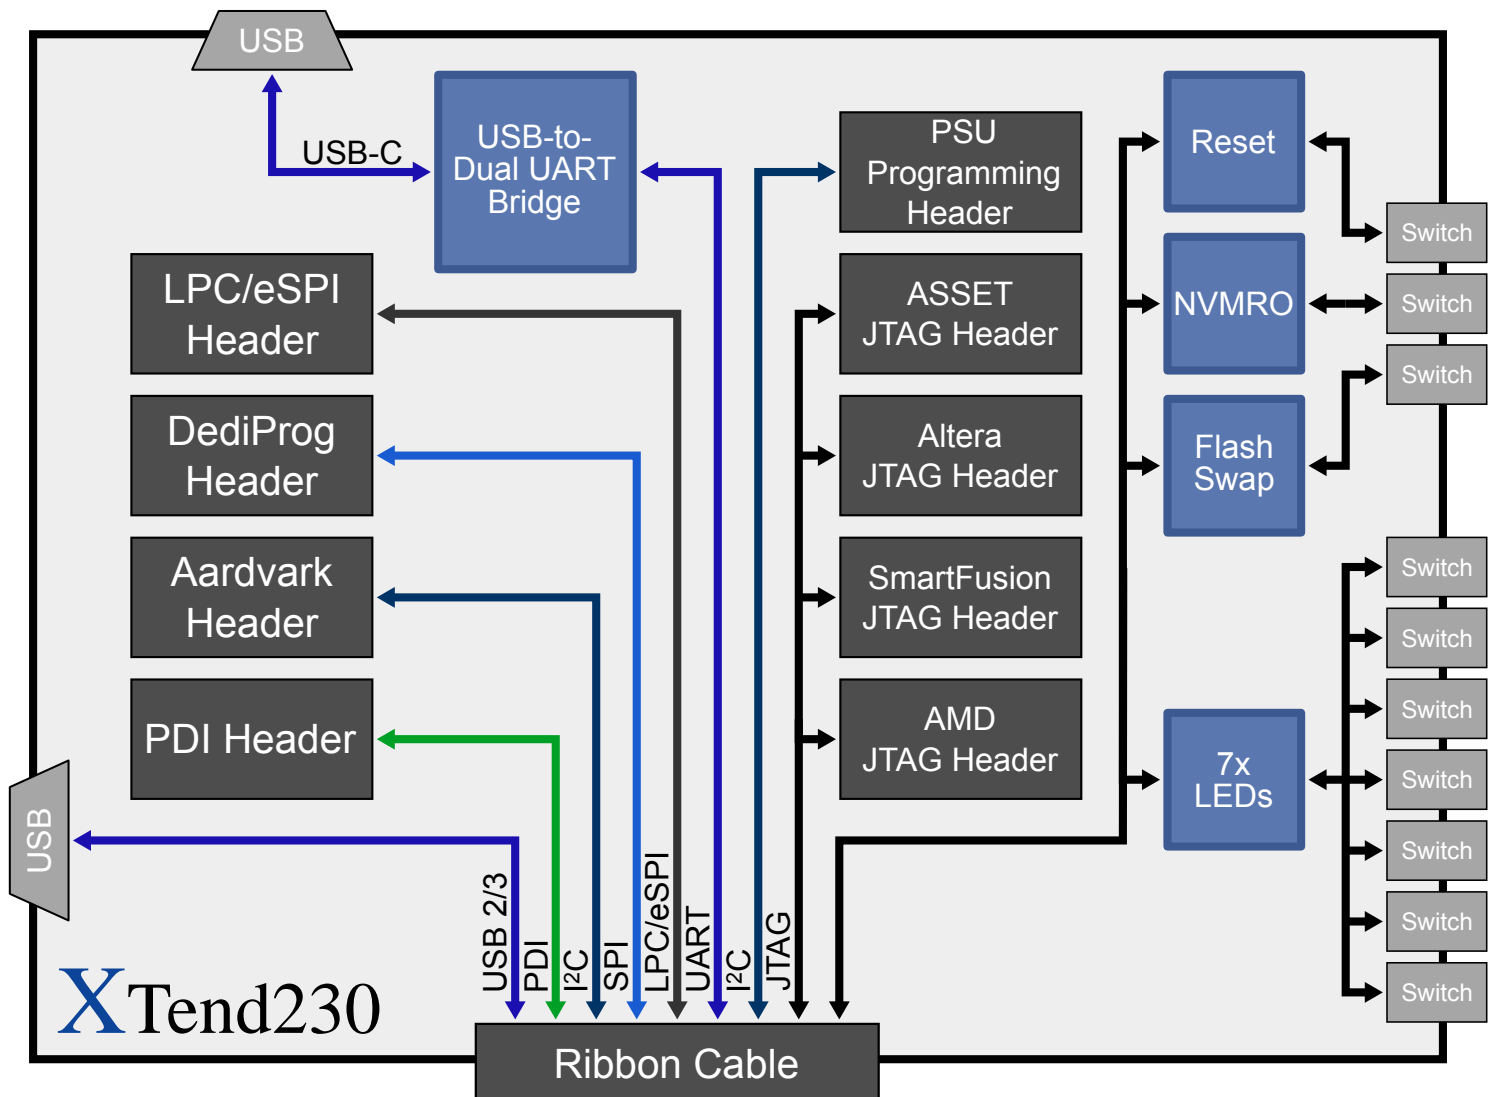 USB
USB-C
USB-to-
Dual UART
Bridge
PSU
Programming
Header
Reset
Switch
LPC/eSPI
Header
ASSET
JTAG Header
NVMRO
Switch
Switch
DediProg
Header
Altera
JTAG Header
Flash
Swap
Aardvark
Header
SmartFusion
JTAG Header
Switch
Switch
PDI Header
AMD
JTAG Header
7x
LEDs
Switch
Switch
Switch
Switch
Switch
USB
USB 2/3
PDI
I²C
SPI
LPC/eSPI
UART
I²C
JTAG
XTend230
Ribbon Cable